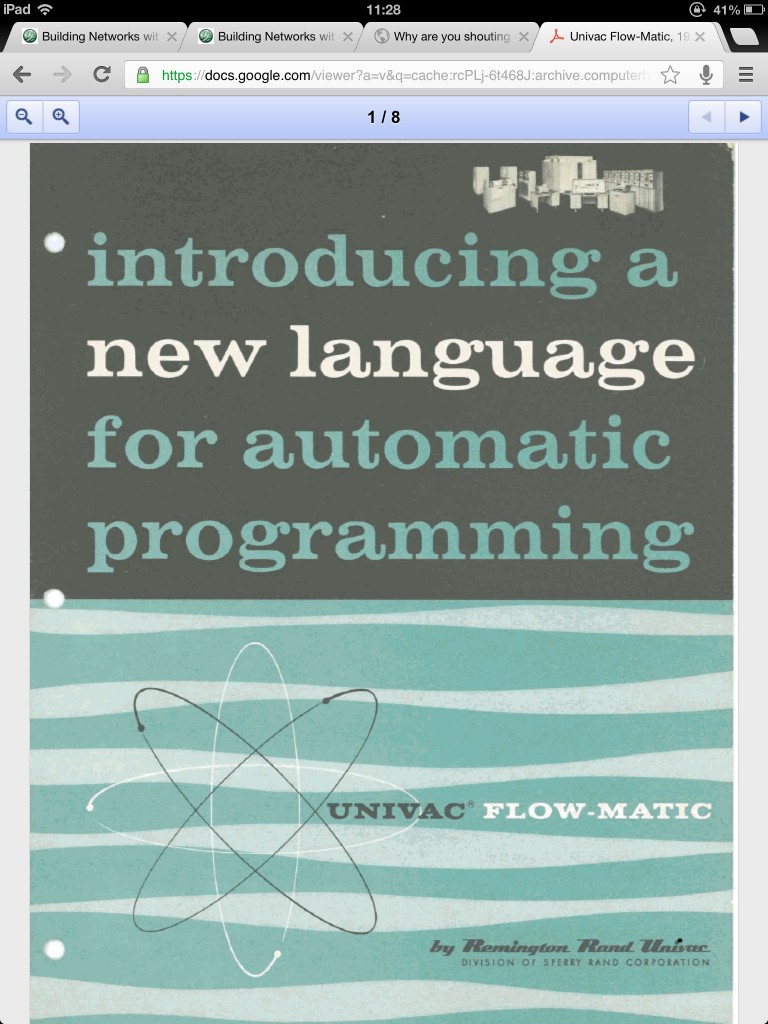 iPad 11:28 41%
Building Networks wit Building Networks wit Why are you shouting Univac Flow-Matic, 19
https://docs.google.com/viewer?a=v&q=cache:rcPLj-6t468J:archive.computerh
1 / 8
introducing a
new language
for automatic
programming
UNIVAC® FLOW-MATIC
by Remington Rand Univac
DIVISION OF SPERRY RAND CORPORATION